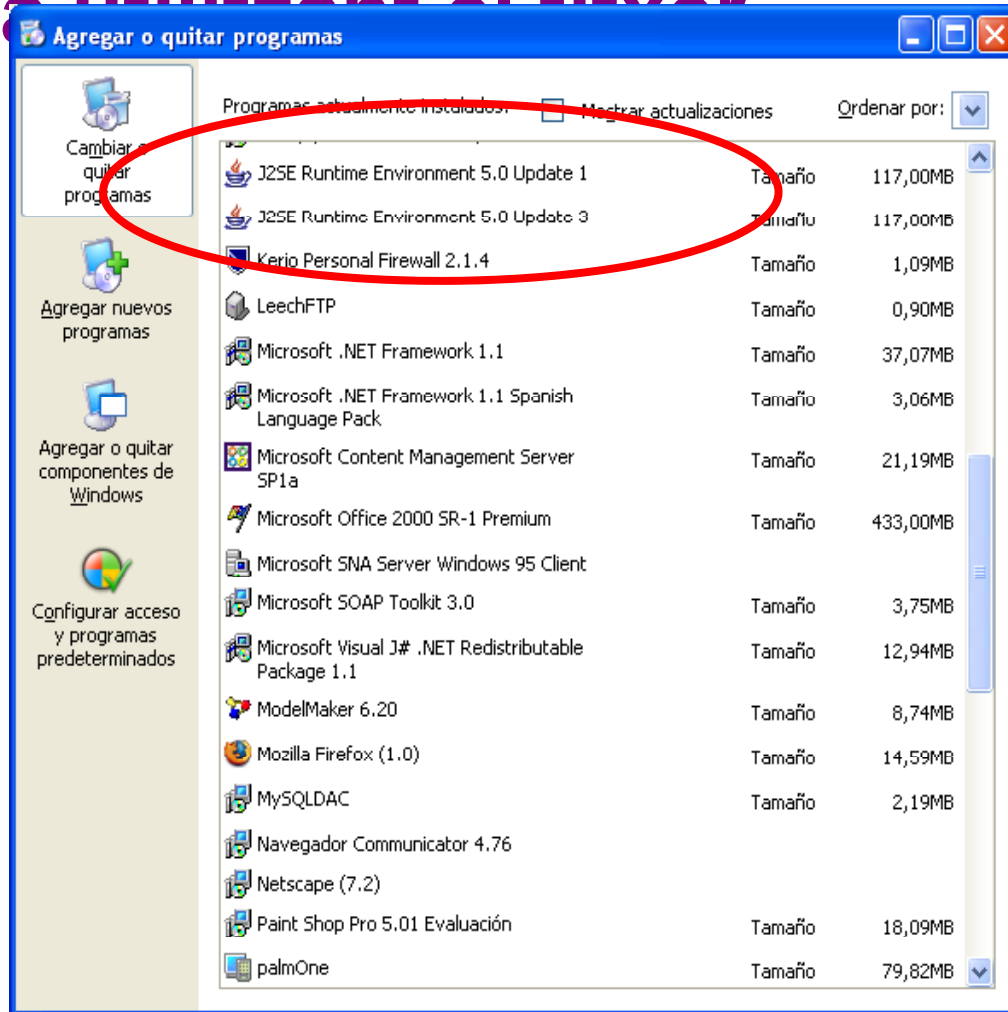 Agregar o quitar programas
Cambiar o
quitar
programas
Agregar nuevos
programas
Agregar o quitar
componentes de
Windows
Configurar acceso
y programas
predeterminados
Programas actualmente instalados: Mostrar actualizaciones Ordenar por:
J2SE Runtime Environment 5.0 Update 1 Tamaño 117,00MB
J2SE Runtime Environment 5.0 Update 3 Tamaño 117,00MB
Kerio Personal Firewall 2.1.4 Tamaño 1,09MB
LeechFTP Tamaño 0,90MB
Microsoft .NET Framework 1.1 Tamaño 37,07MB
Microsoft .NET Framework 1.1 Spanish
Language Pack Tamaño 3,06MB
Microsoft Content Management Server
SP1a Tamaño 21,19MB
Microsoft Office 2000 SR-1 Premium Tamaño 433,00MB
Microsoft SNA Server Windows 95 Client
Microsoft SOAP Toolkit 3.0 Tamaño 3,75MB
Microsoft Visual J# .NET Redistributable
Package 1.1 Tamaño 12,94MB
ModelMaker 6.20 Tamaño 8,74MB
Mozilla Firefox (1.0) Tamaño 14,59MB
MySQLDAC Tamaño 2,19MB
Navegador Communicator 4.76
Netscape (7.2)
Paint Shop Pro 5.01 Evaluación Tamaño 18,09MB
palmOne Tamaño 79,82MB